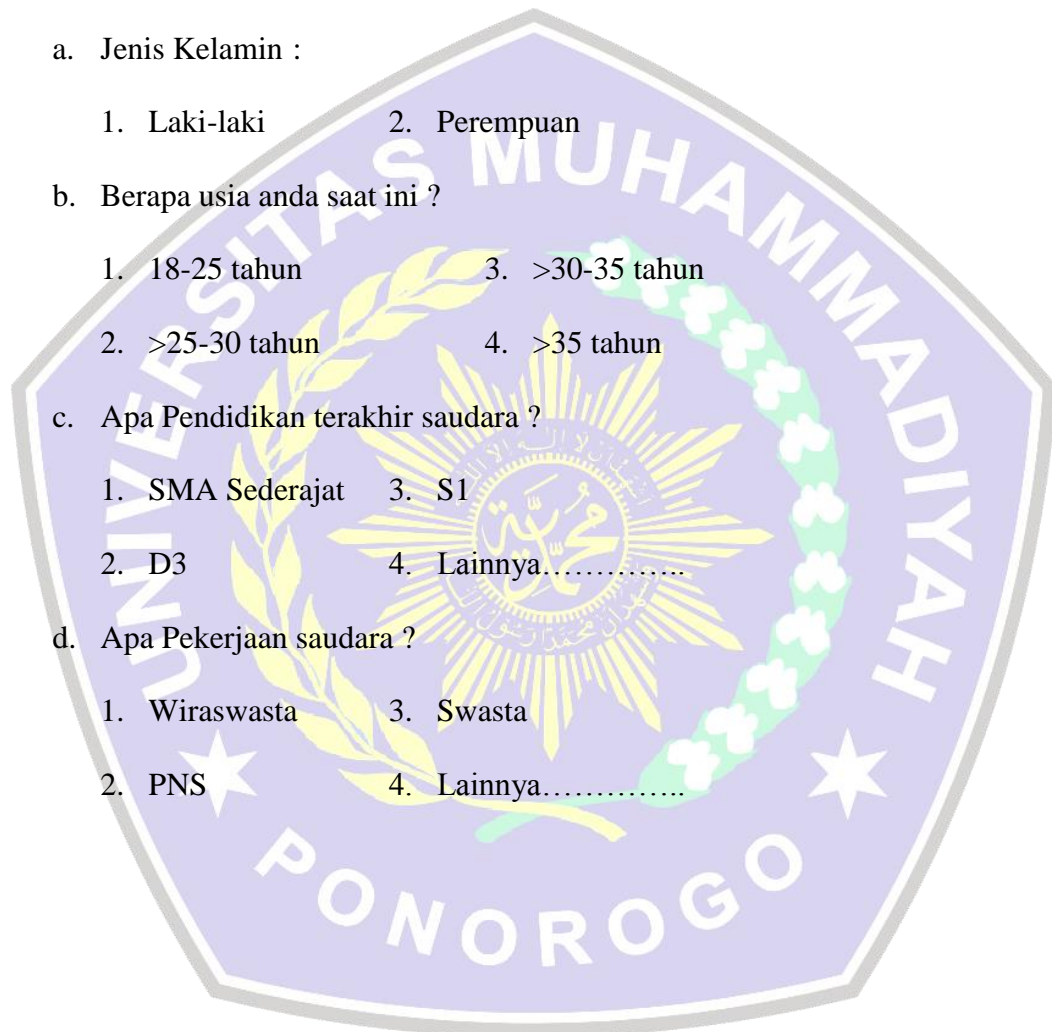 a. Jenis Kelamin :
1. Laki-laki 2. Perempuan
b. Berapa usia anda saat ini ?
1. 18-25 tahun 3. >30-35 tahun
2. >25-30 tahun 4. >35 tahun
c. Apa Pendidikan terakhir saudara ?
1. SMA Sederajat 3. S1
2. D3 4. Lainnya…………..
d. Apa Pekerjaan saudara ?
1. Wiraswasta 3. Swasta
2. PNS 4. Lainnya…………..
UNIVERSITAS MUHAMMADIYAH
PONOROGO
محمدية